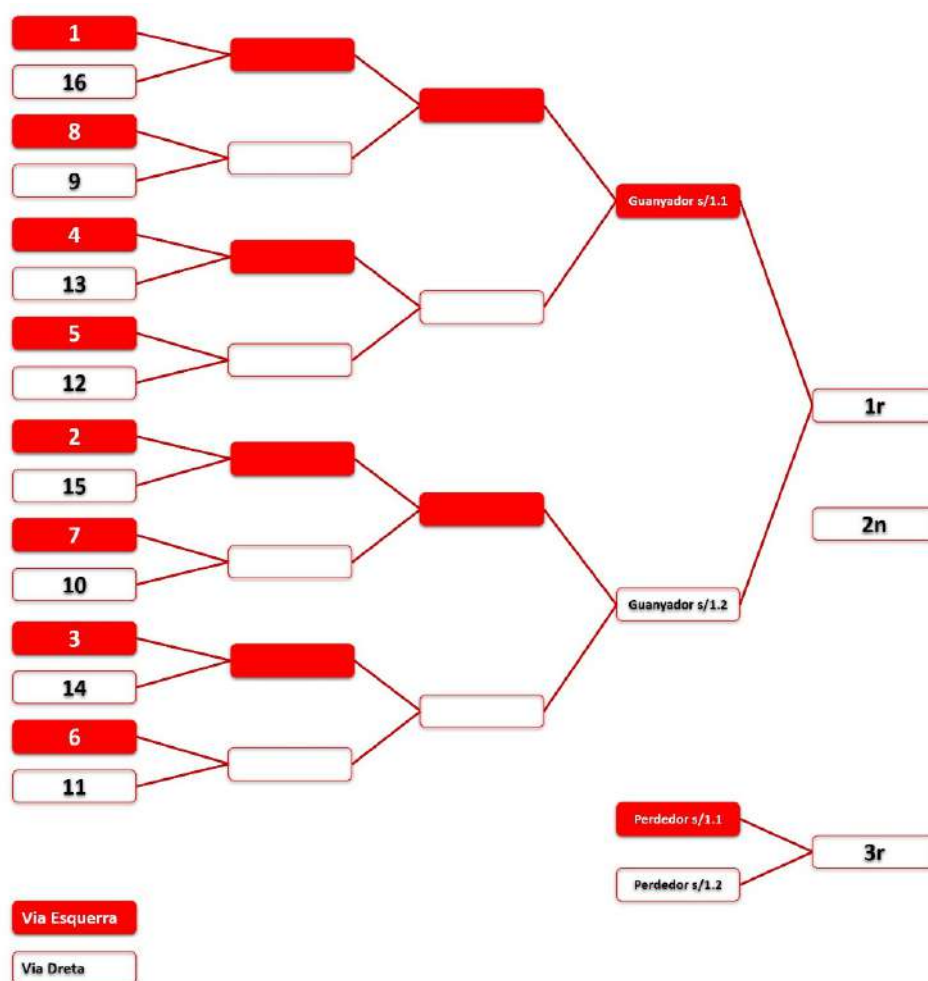 1
16
8
9
4
13
5
12
2
15
7
10
3
14
6
11
Guanyador s/1.1
Guanyador s/1.2
1r
2n
Perdedor s/1.1
Perdedor s/1.2
3r
Via Esquerra
Via Dreta